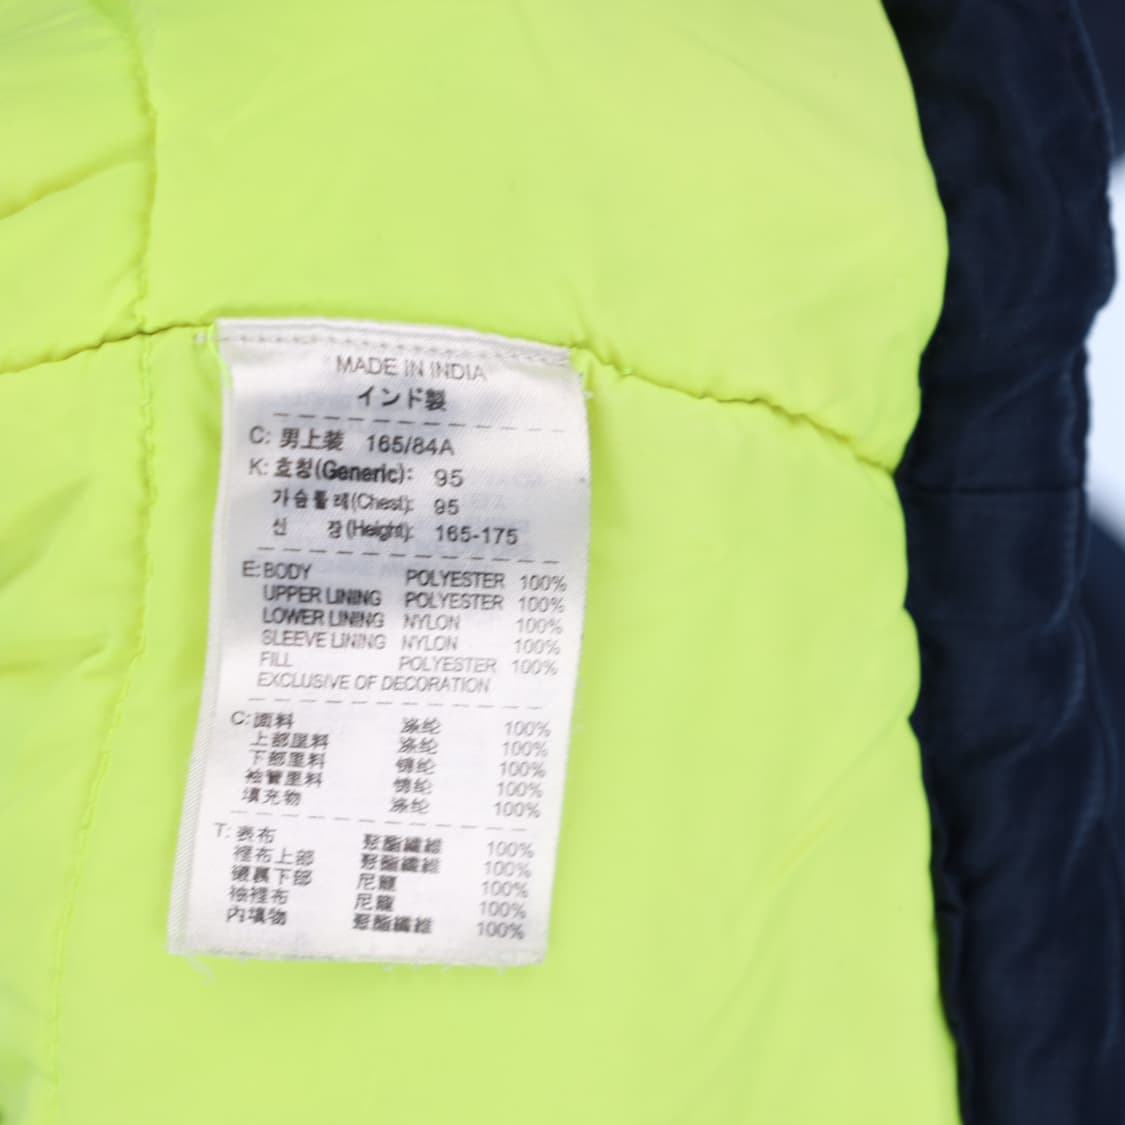 MADE IN INDIA
インド製
C: 男上装 165/84A
K: 호칭(Generic): 95
가슴둘레(Chest): 95
신 장(Height): 165-175
E: BODY POLYESTER 100%
UPPER LINING POLYESTER 100%
LOWER LINING NYLON 100%
SLEEVE LINING NYLON 100%
FILL POLYESTER 100%
EXCLUSIVE OF DECORATION
C: 面料 涤纶 100%
上部里料 涤纶 100%
下部里料 锦纶 100%
袖管里料 锦纶 100%
填充物 涤纶 100%
T: 表布 聚酯纖維 100%
裡布上部 聚酯纖維 100%
下部 尼龍 100%
袖裡布 尼龍 100%
內填物 聚酯纖維 100%